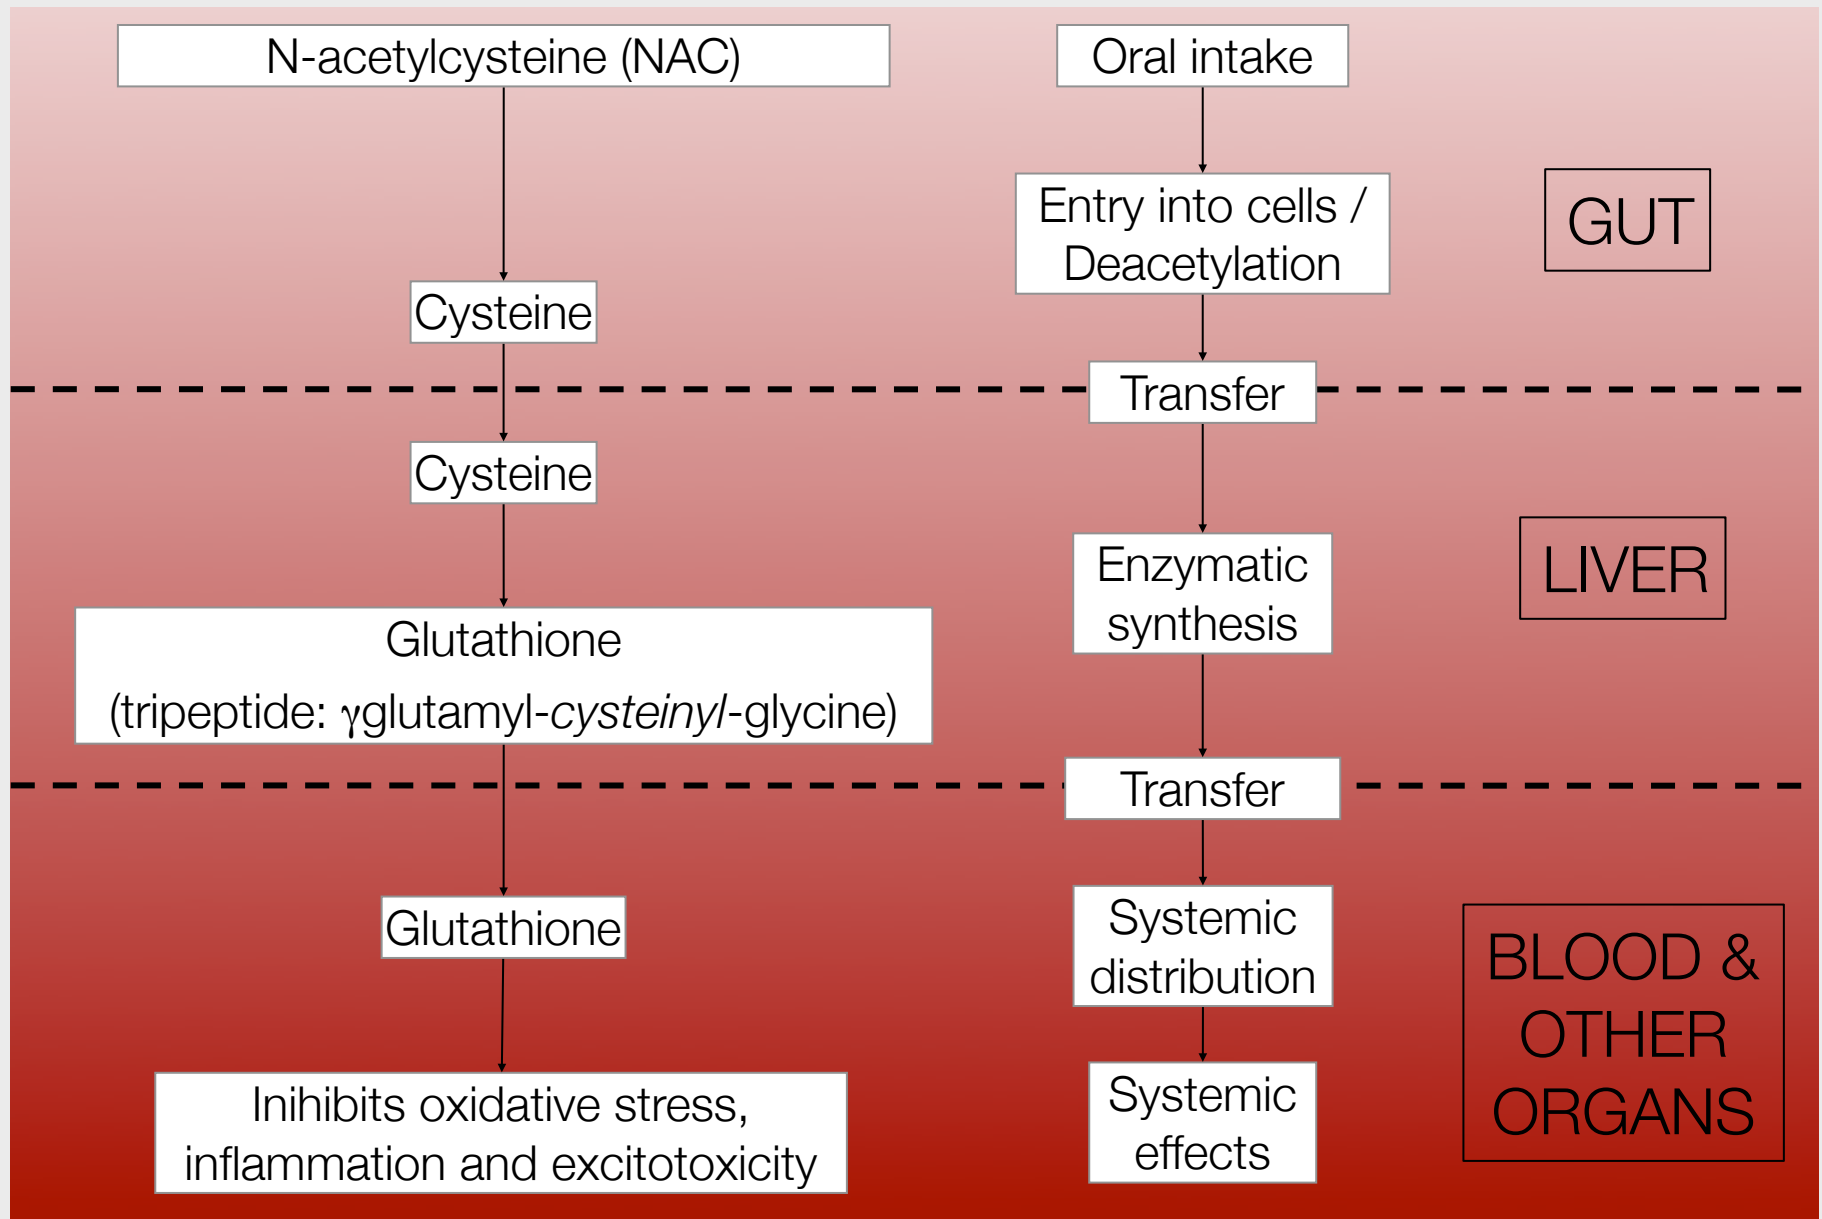 N-acetylcysteine (NAC)
Oral intake
Entry into cells /
Deacetylation
GUT
Cysteine
Transfer
Cysteine
Enzymatic
synthesis
LIVER
Glutathione
(tripeptide: γglutamyl-cysteinyl-glycine)
Transfer
Glutathione
Systemic
distribution
BLOOD &
OTHER
ORGANS
Inihibits oxidative stress,
inflammation and excitotoxicity
Systemic
effects